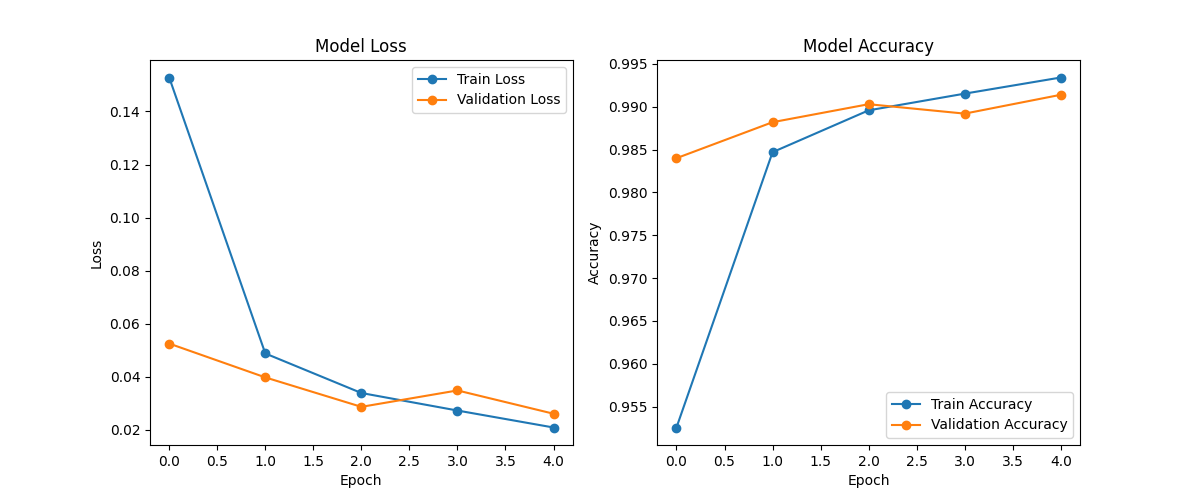 Model Loss
Train Loss
Validation Loss
0.14
0.12
0.10
0.08
0.06
0.04
0.02
Loss
0.0 0.5 1.0 1.5 2.0 2.5 3.0 3.5 4.0
Epoch
Model Accuracy
0.995
0.990
0.985
0.980
0.975
0.970
0.965
0.960
0.955
Accuracy
Train Accuracy
Validation Accuracy
0.0 0.5 1.0 1.5 2.0 2.5 3.0 3.5 4.0
Epoch